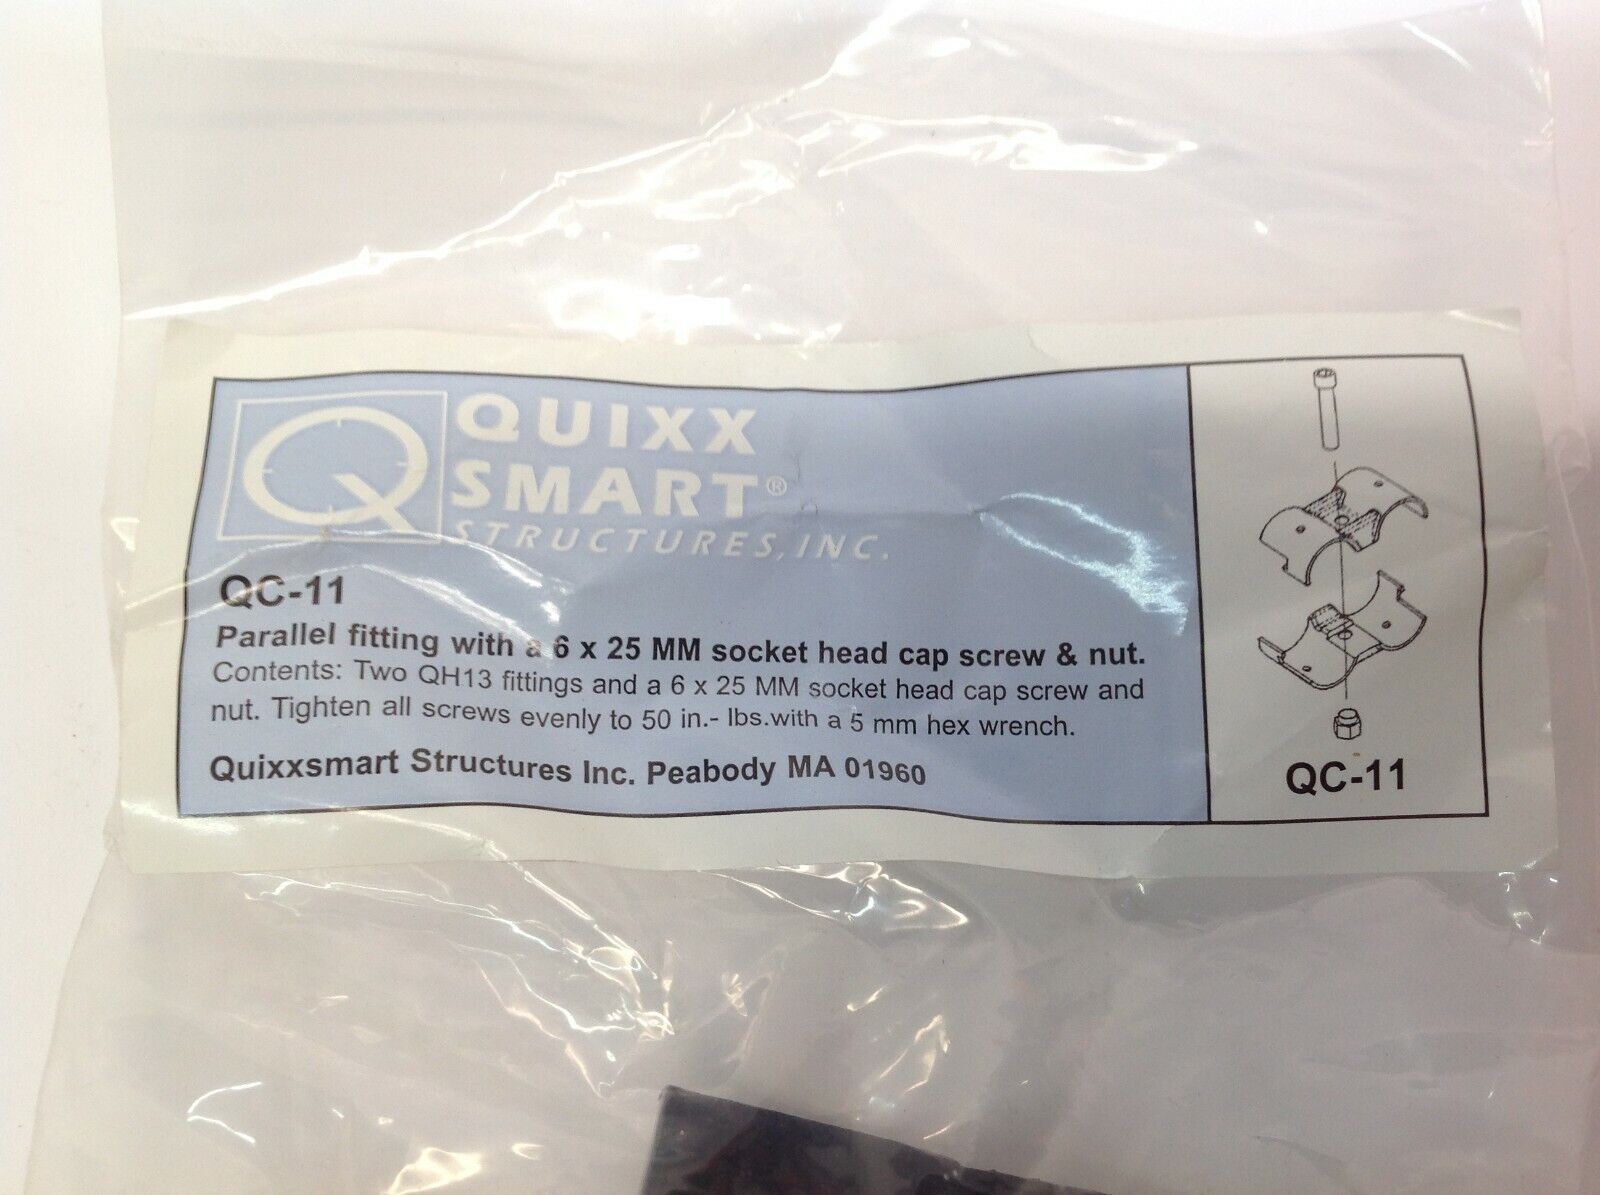 QUIXX
SMART®
STRUCTURES, INC.
QC-11
Parallel fitting with a 6 x 25 MM socket head cap screw & nut.
Contents: Two QH13 fittings and a 6 x 25 MM socket head cap screw and
nut. Tighten all screws evenly to 50 in.- lbs.with a 5 mm hex wrench.
Quixxsmart Structures Inc. Peabody MA 01960
QC-11